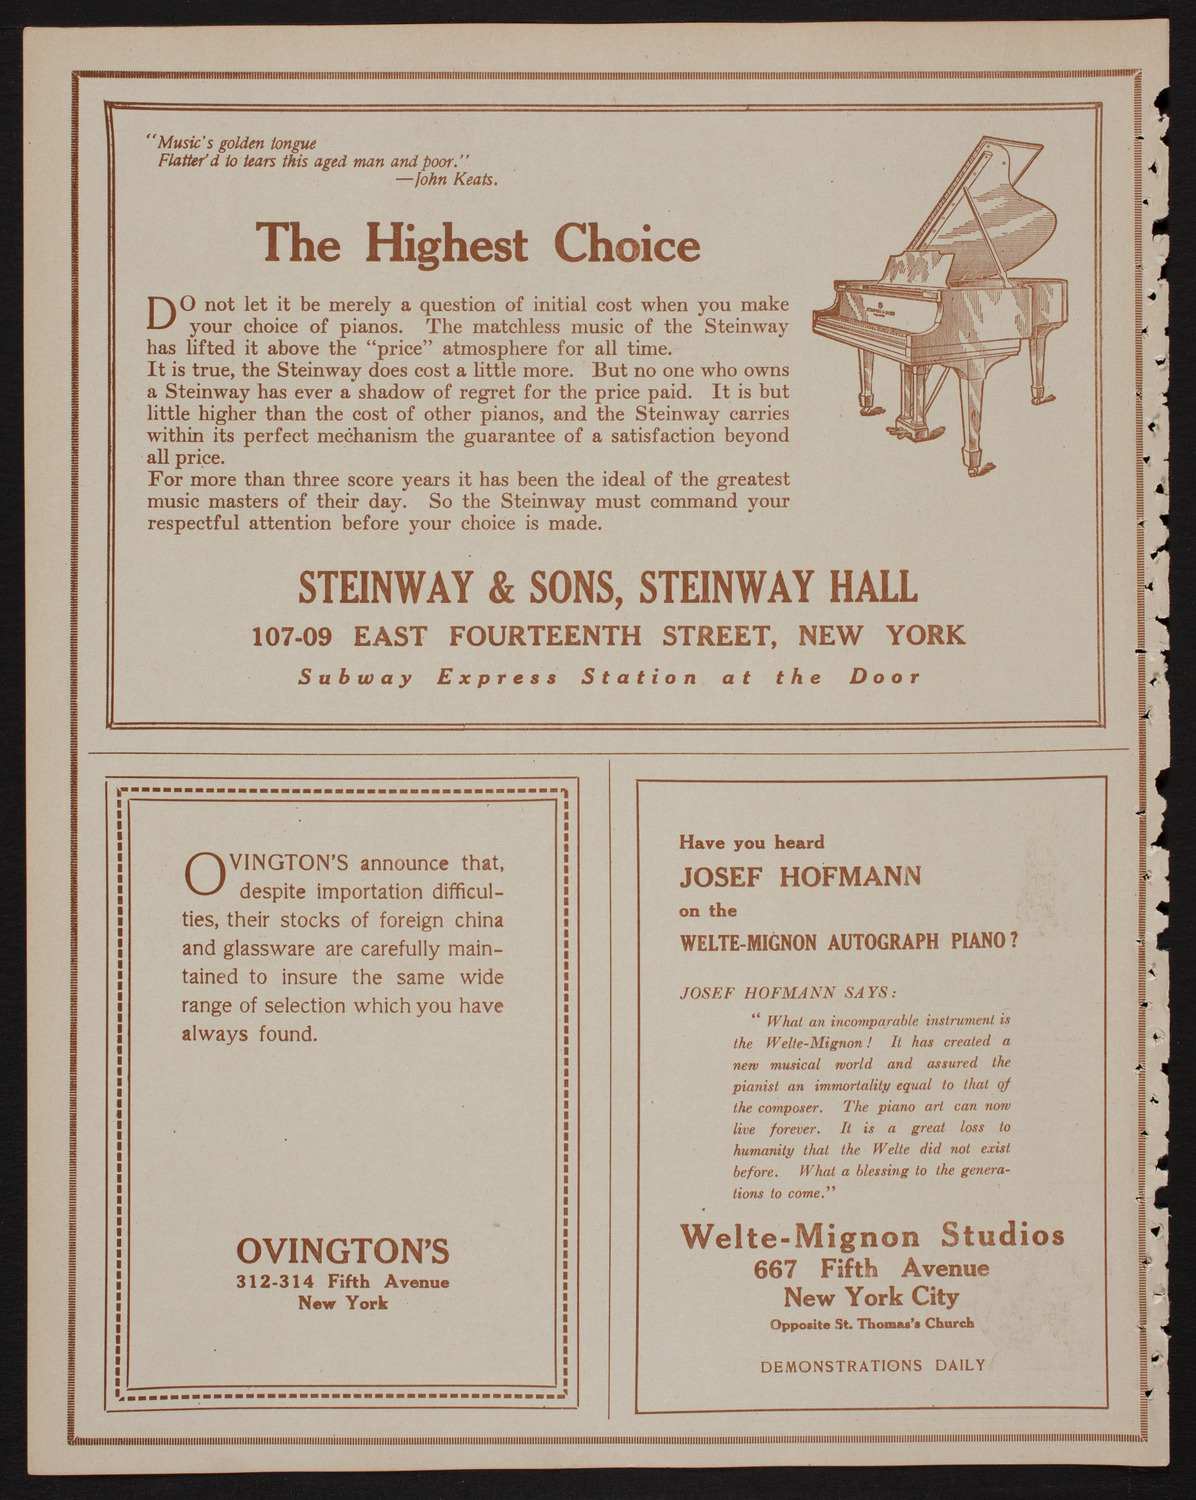 "Music's golden tongue
Flatter'd to tears this aged man and poor."
—John Keats.
The Highest Choice
DO not let it be merely a question of initial cost when you make
your choice of pianos. The matchless music of the Steinway
has lifted it above the "price" atmosphere for all time.
It is true, the Steinway does cost a little more. But no one who owns
a Steinway has ever a shadow of regret for the price paid. It is but
little higher than the cost of other pianos, and the Steinway carries
within its perfect mechanism the guarantee of a satisfaction beyond
all price.
For more than three score years it has been the ideal of the greatest
music masters of their day. So the Steinway must command your
respectful attention before your choice is made.
STEINWAY & SONS, STEINWAY HALL
107-09 EAST FOURTEENTH STREET, NEW YORK
Subway Express Station at the Door
OVINGTON'S announce that,
despite importation difficul-
ties, their stocks of foreign china
and glassware are carefully main-
tained to insure the same wide
range of selection which you have
always found.
OVINGTON'S
312-314 Fifth Avenue
New York
Have you heard
JOSEF HOFMANN
on the
WELTE-MIGNON AUTOGRAPH PIANO?
JOSEF HOFMANN SAYS:
"What an incomparable instrument is
the Welte-Mignon! It has created a
new musical world and assured the
pianist an immortality equal to that of
the composer. The piano art can now
live forever. It is a great loss to
humanity that the Welte did not exist
before. What a blessing to the genera-
tions to come."
Welte-Mignon Studios
667 Fifth Avenue
New York City
Opposite St. Thomas's Church
DEMONSTRATIONS DAILY